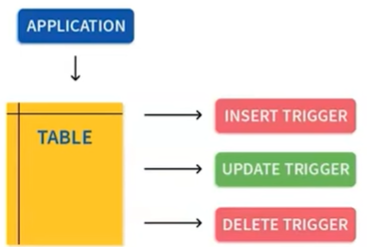 APPLICATION
TABLE
INSERT TRIGGER
UPDATE TRIGGER
DELETE TRIGGER